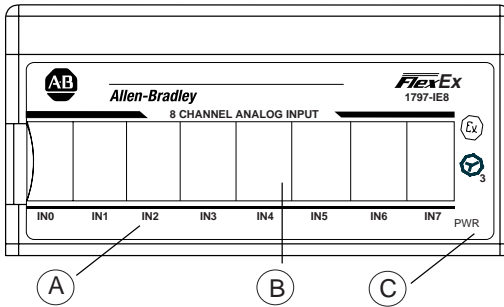 AB
Allen-Bradley
FlexEx
1797-IE8
8 CHANNEL ANALOG INPUT
Ex
3
IN0 IN1 IN2 IN3 IN4 IN5 IN6 IN7
PWR
A B C